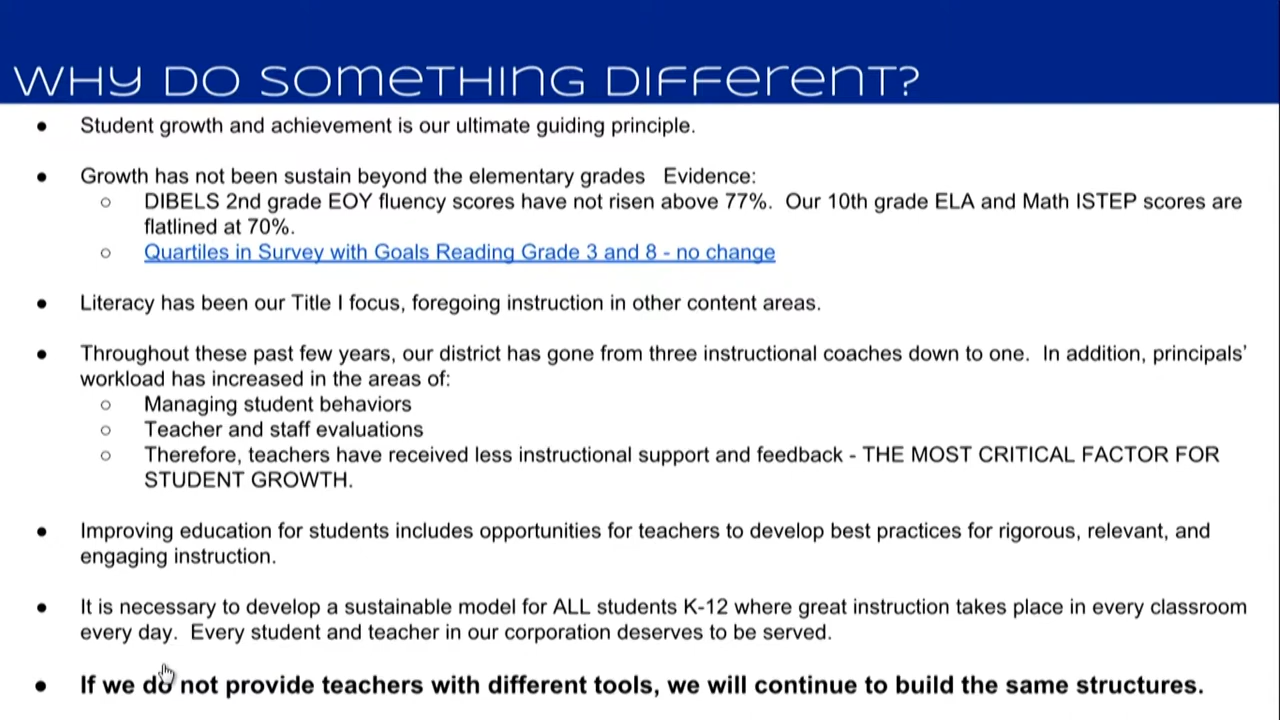 WHY DO SOMETHING DIFFERENT?
● Student growth and achievement is our ultimate guiding principle.
● Growth has not been sustain beyond the elementary grades Evidence:
○ DIBELS 2nd grade EOY fluency scores have not risen above 77%. Our 10th grade ELA and Math ISTEP scores are
flatlined at 70%.
○ Quartiles in Survey with Goals Reading Grade 3 and 8 - no change
● Literacy has been our Title I focus, foregoing instruction in other content areas.
● Throughout these past few years, our district has gone from three instructional coaches down to one. In addition, principals'
workload has increased in the areas of:
○ Managing student behaviors
○ Teacher and staff evaluations
○ Therefore, teachers have received less instructional support and feedback - THE MOST CRITICAL FACTOR FOR
STUDENT GROWTH.
● Improving education for students includes opportunities for teachers to develop best practices for rigorous, relevant, and
engaging instruction.
● It is necessary to develop a sustainable model for ALL students K-12 where great instruction takes place in every classroom
every day. Every student and teacher in our corporation deserves to be served.
● If we do not provide teachers with different tools, we will continue to build the same structures.